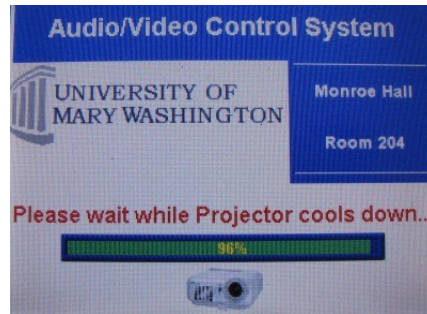 Audio/Video Control System
UNIVERSITY OF
MARY WASHINGTON
Monroe Hall
Room 204
Please wait while Projector cools down..
96%